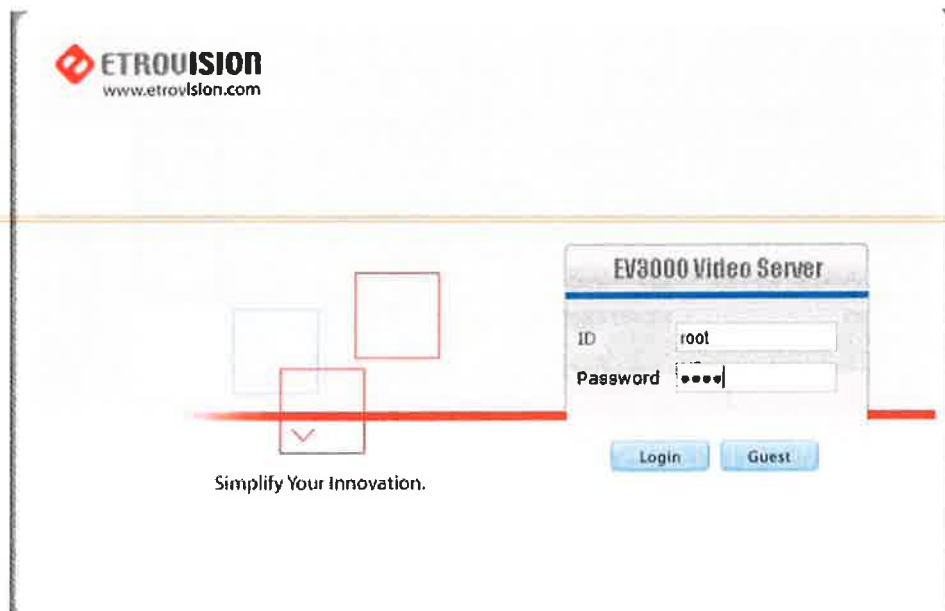 ETROVISION
www.etrovision.com
EV3000 Video Server
ID
root
Password
••••
Login
Guest
Simplify Your Innovation.